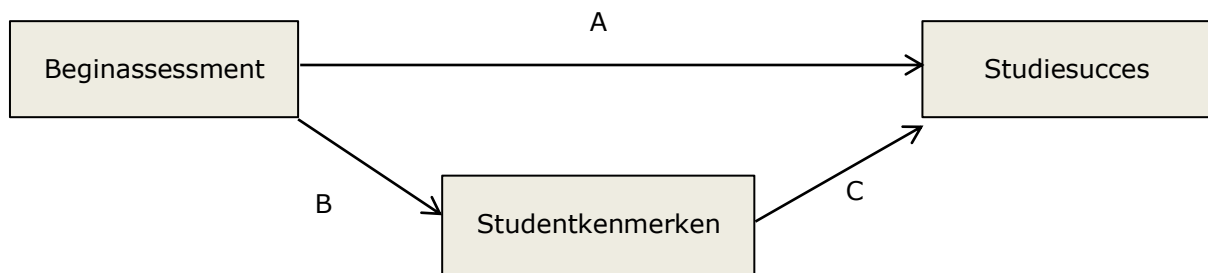 A
Beginassessment
Studiesucces
B
C
Studentkenmerken